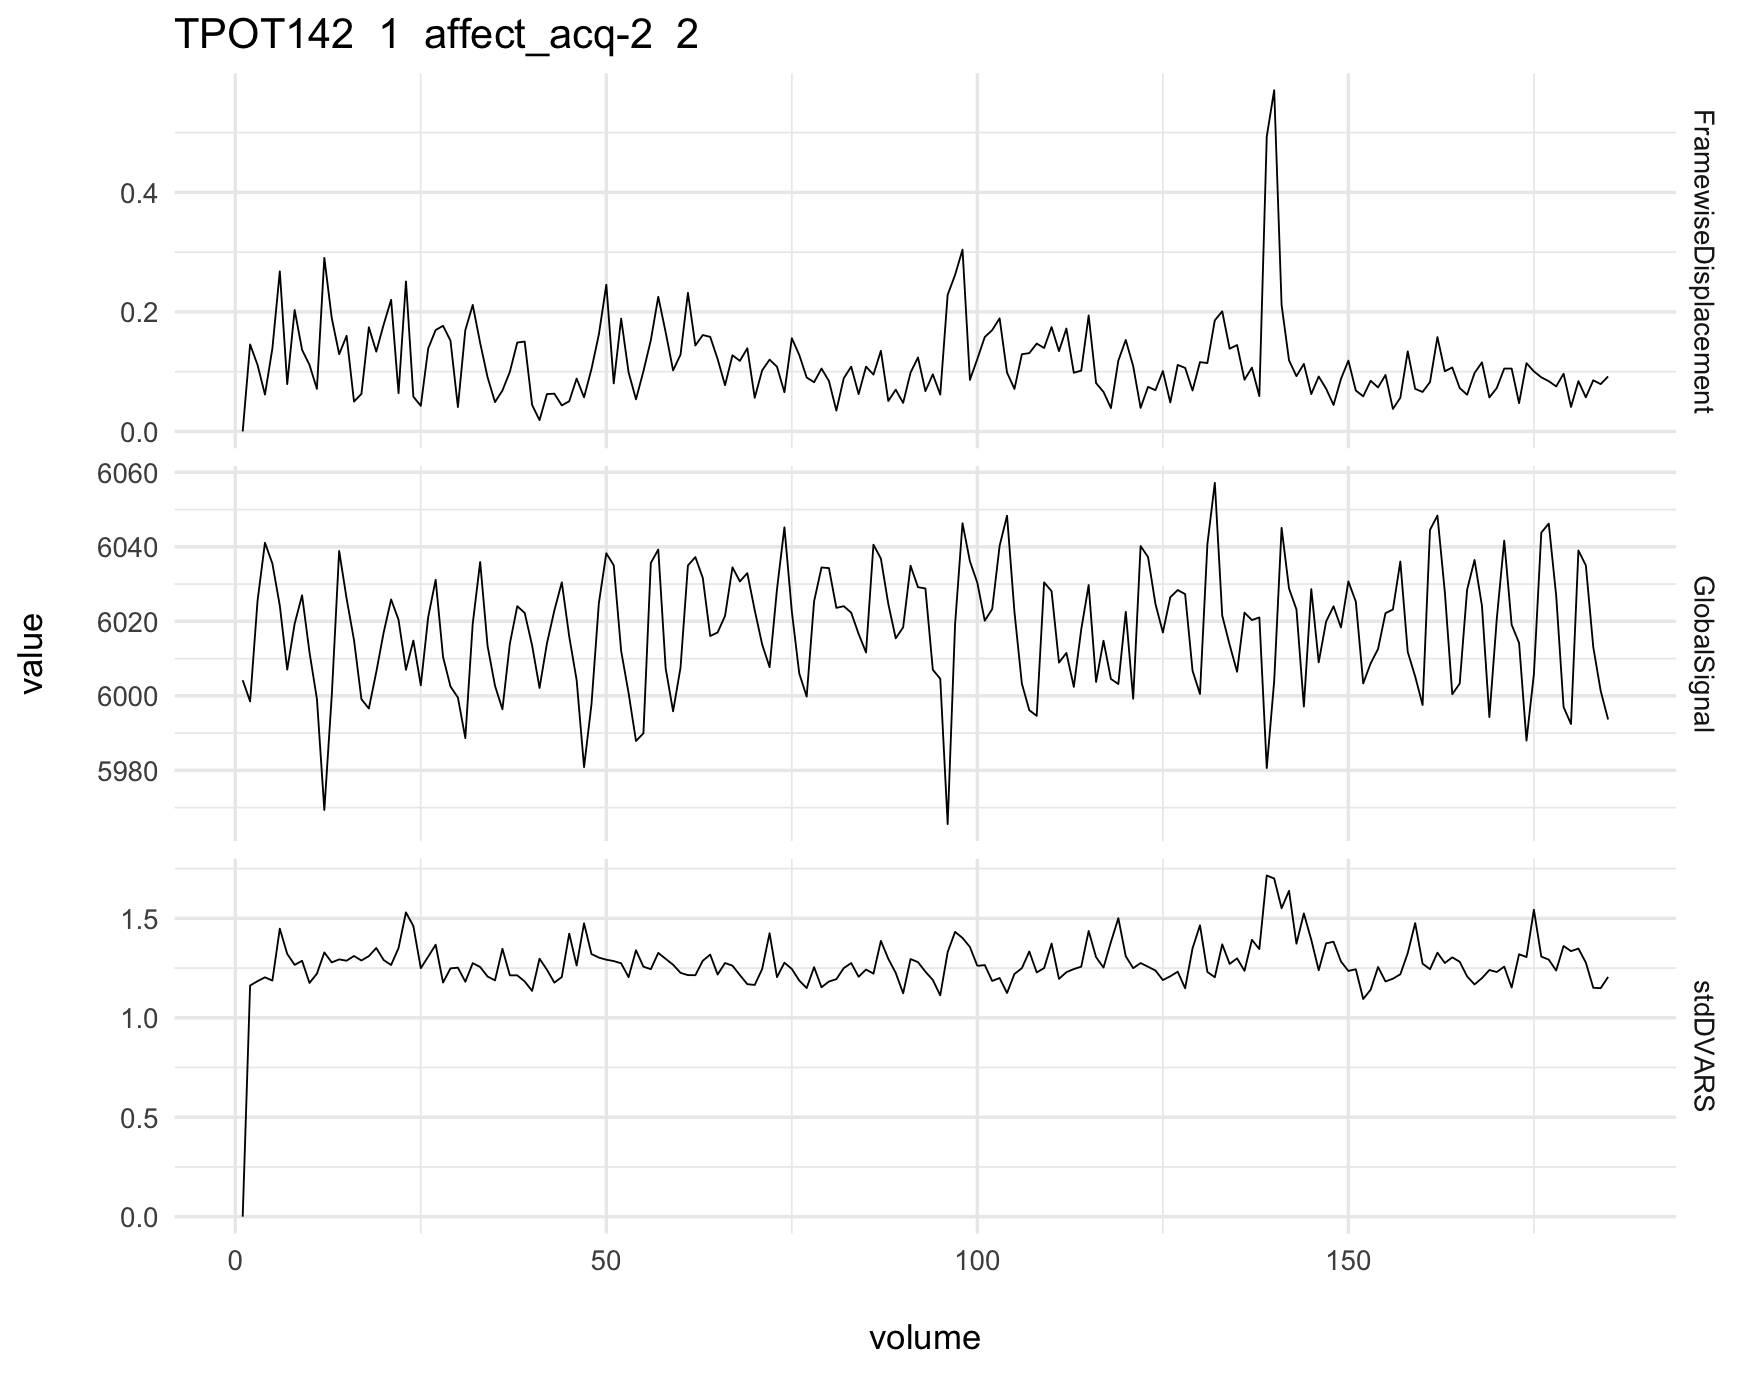 TPOT142  1  affect_acq-2  2
0.4
0.2
0.0
FramewiseDisplacement
6060
6040
6020
6000
5980
GlobalSignal
value
1.5
1.0
0.5
0.0
stdDVARS
0 50 100 150
volume